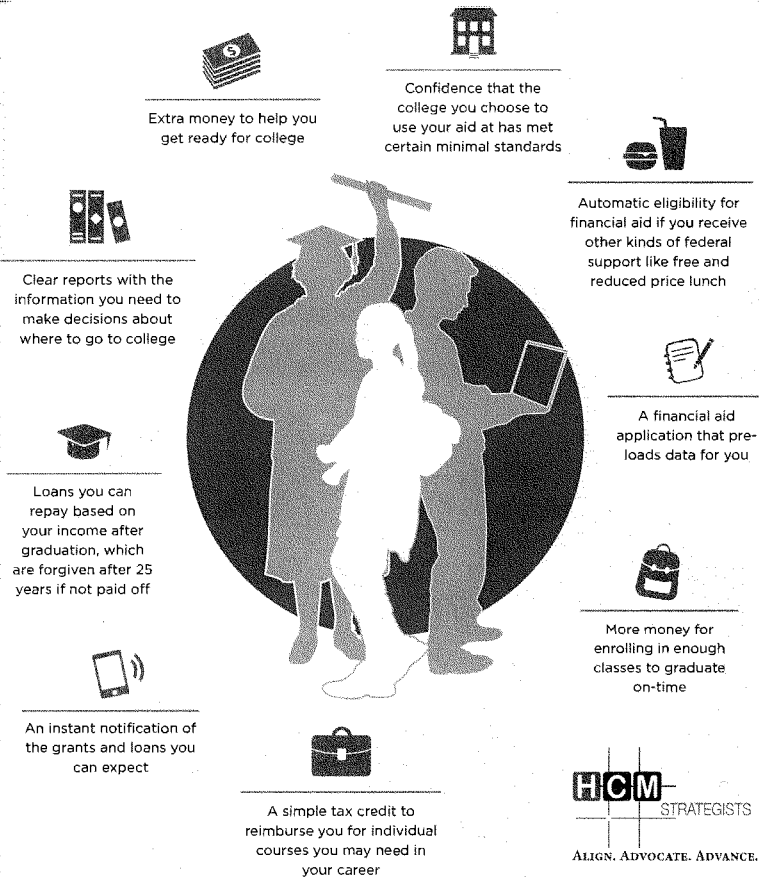 Extra money to help you
get ready for college
Confidence that the
college you choose to
use your aid at has met
certain minimal standards
Automatic eligibility for
financial aid if you receive
other kinds of federal
support like free and
reduced price lunch
Clear reports with the
information you need to
make decisions about
where to go to college
A financial aid
application that pre-
loads data for you
Loans you can
repay based on
your income after
graduation, which
are forgiven after 25
years if not paid off
More money for
enrolling in enough
classes to graduate
on-time
An instant notification of
the grants and loans you
can expect
A simple tax credit to
reimburse you for individual
courses you may need in
your career
HCM
STRATEGISTS
ALIGN. ADVOCATE. ADVANCE.